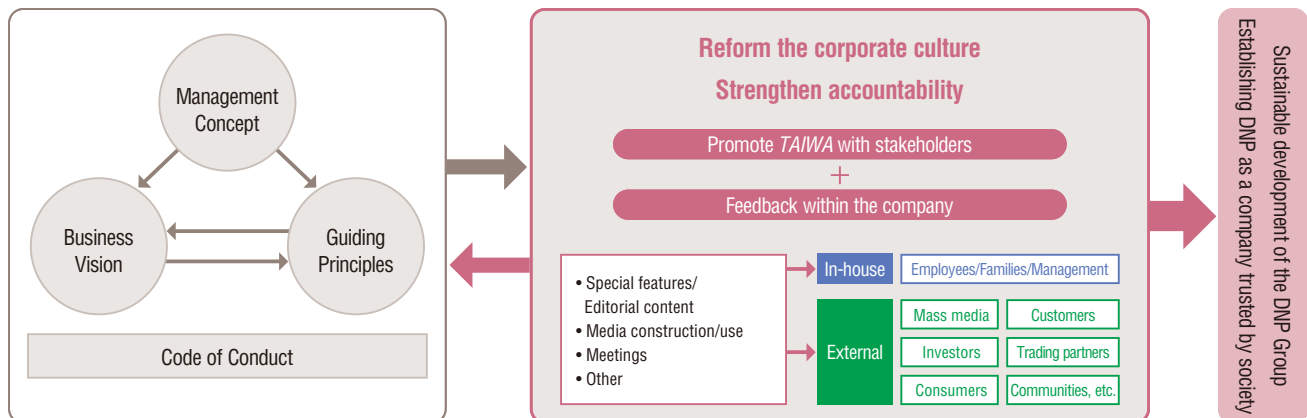 Management
Concept
Business
Vision
Guiding
Principles
Code of Conduct
Reform the corporate culture
Strengthen accountability
Promote TAIWA with stakeholders
+
Feedback within the company
• Special features/
Editorial content
• Media construction/use
• Meetings
• Other
In-house
Employees/Families/Management
External
Mass media
Customers
Investors
Trading partners
Consumers
Communities, etc.
Sustainable development of the DNP Group
Establishing DNP as a company trusted by society